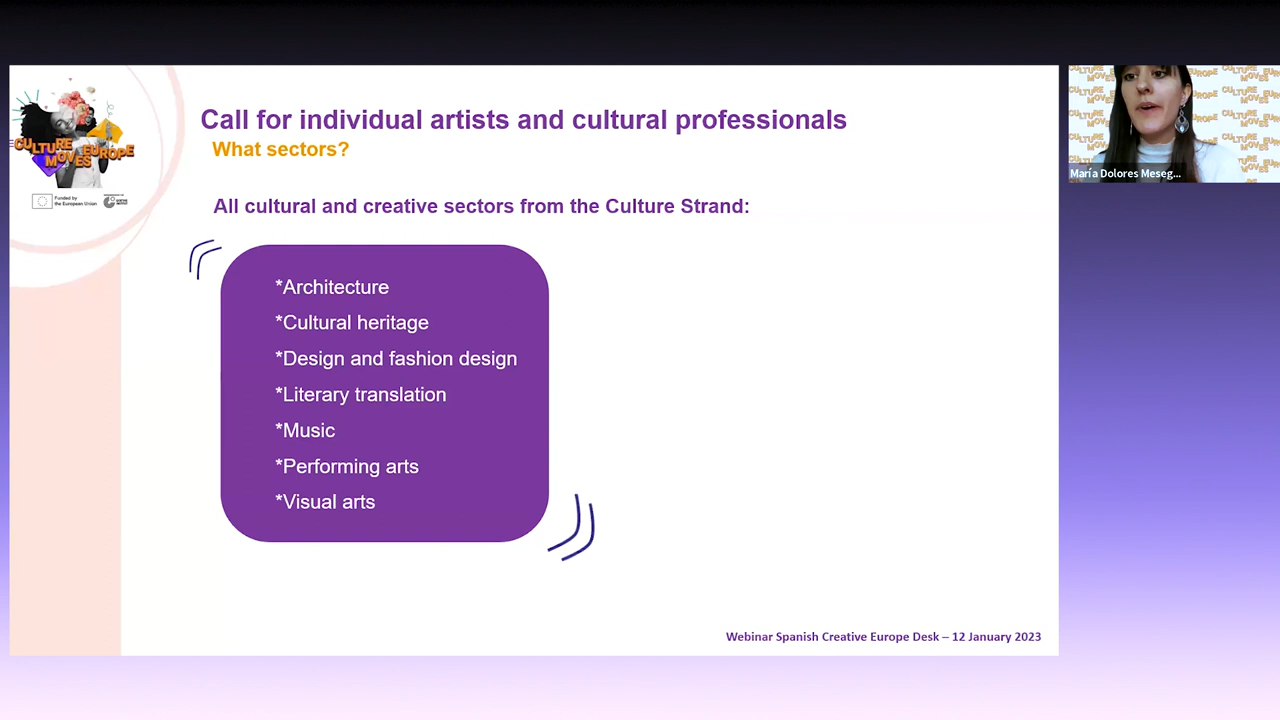 Call for individual artists and cultural professionals
What sectors?
All cultural and creative sectors from the Culture Strand:
*Architecture
*Cultural heritage
*Design and fashion design
*Literary translation
*Music
*Performing arts
*Visual arts
Webinar Spanish Creative Europe Desk – 12 January 2023
CULTURE
MOVES
EUROPE
Funded by
the European Union
GOETHE
INSTITUT
María Dolores Meseg...